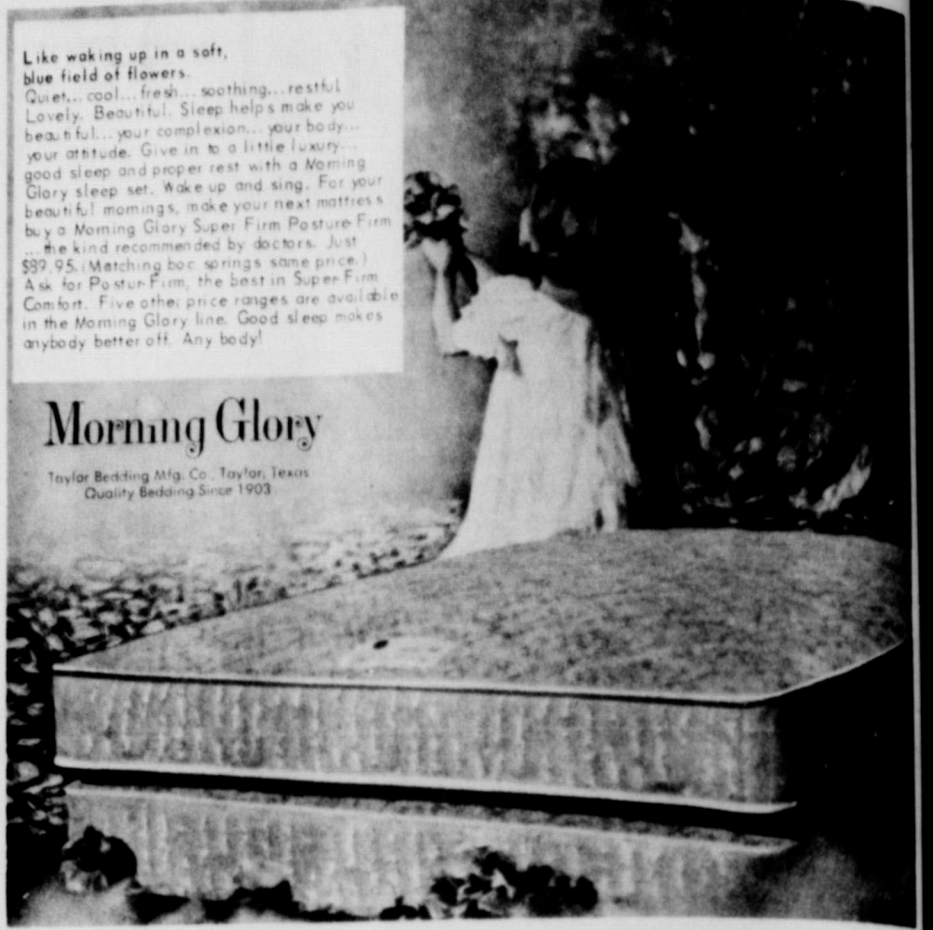 Like waking up in a soft,
blue field of flowers.
Quiet... cool... fresh... soothing... restful.
Lovely. Beautiful. Sleep helps make you
beautiful... your complexion... your body...
your attitude. Give in to a little luxury...
good sleep and proper rest with a Morning
Glory sleep set. Wake up and sing. For your
beautiful mornings, make your next mattress
buy a Morning Glory Super Firm Posture-Firm
...the kind recommended by doctors. Just
$89.95. (Matching box springs same price.)
Ask for Postur-Firm, the best in Super-Firm
Comfort. Five other price ranges are available
in the Morning Glory line. Good sleep makes
anybody better off. Any body!
Morning Glory
Taylor Bedding Mfg. Co., Taylor, Texas
Quality Bedding Since 1903